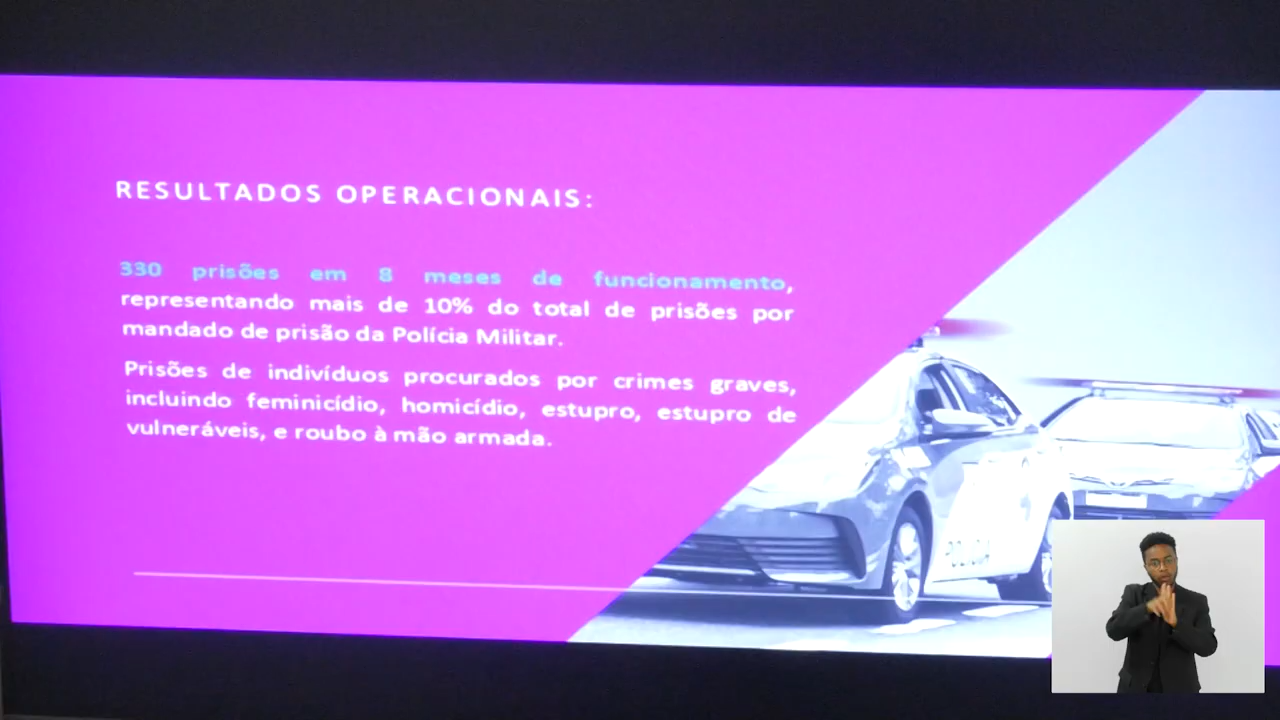 RESULTADOS OPERACIONAIS:
330 prisões em 8 meses de funcionamento,
representando mais de 10% do total de prisões por
mandado de prisão da Polícia Militar.
Prisões de indivíduos procurados por crimes graves,
incluindo feminicídio, homicídio, estupro, estupro de
vulneráveis, e roubo à mão armada.
POLÍCIA